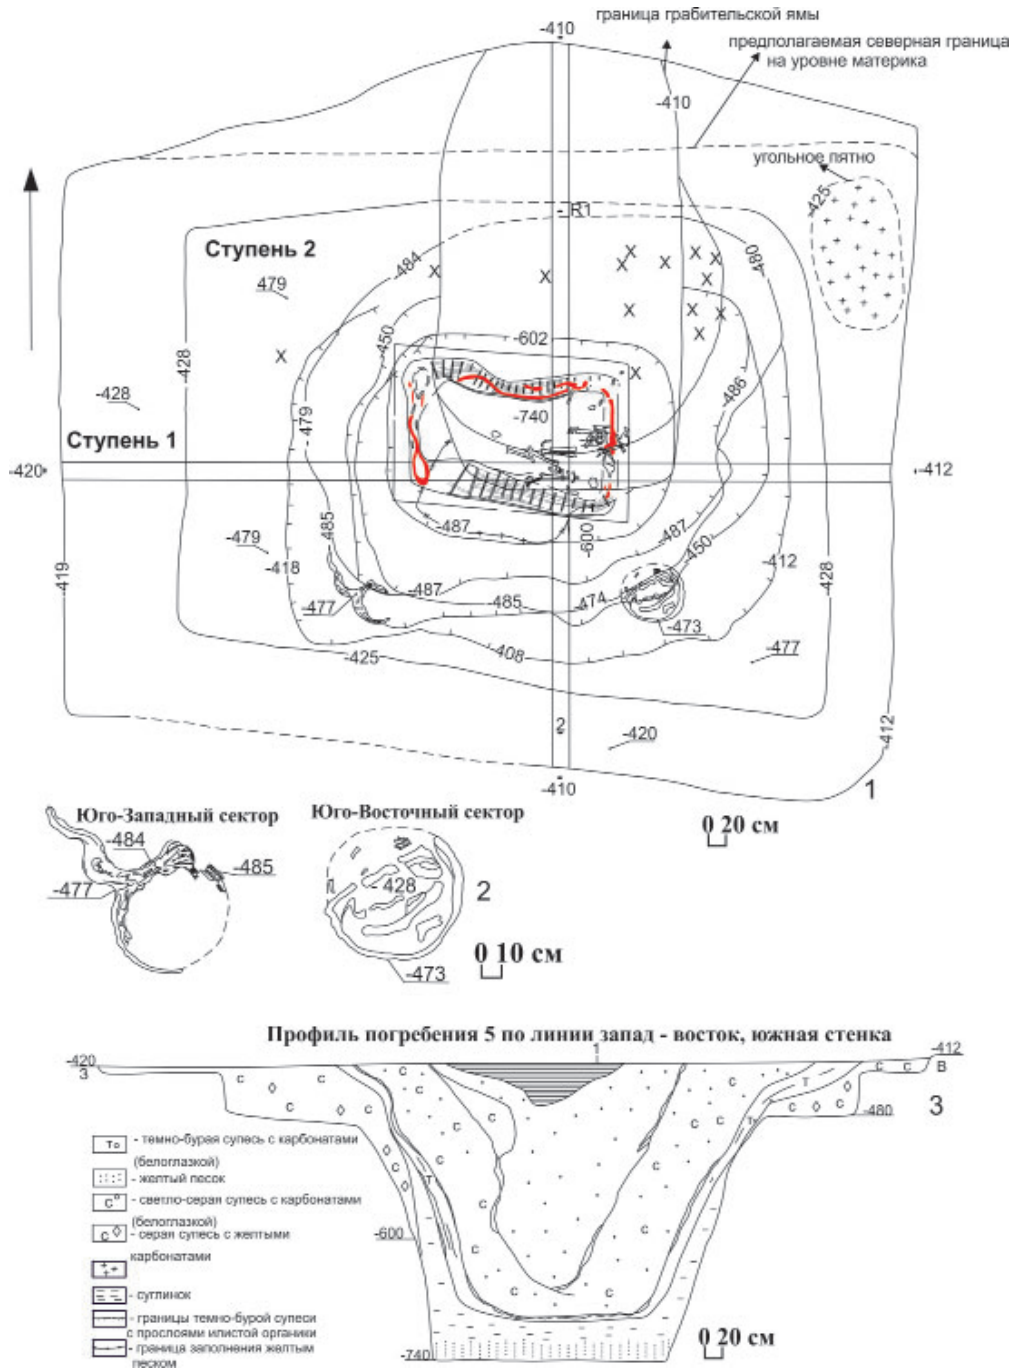 -410
граница грабительской ямы
предполагаемая северная граница
на уровне материка
-410
угольное пятно
-425
R1
Ступень 2
-484
-480
479
-450
-602
-428
-486
-428
-479
-740
Ступень 1
-420
-412
-487
-600
-487
-450
-485
-479
-418
-412
-419
-428
-477
-487
-485
-474
-473
-408
-477
-425
2
-420
-412
-410
1
Юго-Западный сектор
Юго-Восточный сектор
0 20 см
-484
-485
-477
428
2
-473
0 10 см
Профиль погребения 5 по линии запад - восток, южная стенка
-420
1
-412
З
В
3
-480
- темно-бурая супесь с карбонатами
(белоглазкой)
- желтый песок
- светло-серая супесь с карбонатами
(белоглазкой)
- серая супесь с желтыми
карбонатами
-600
- суглинок
- границы темно-бурой супеси
с прослоями илистой органики
- граница заполнения желтым
песком
-740
0 20 см